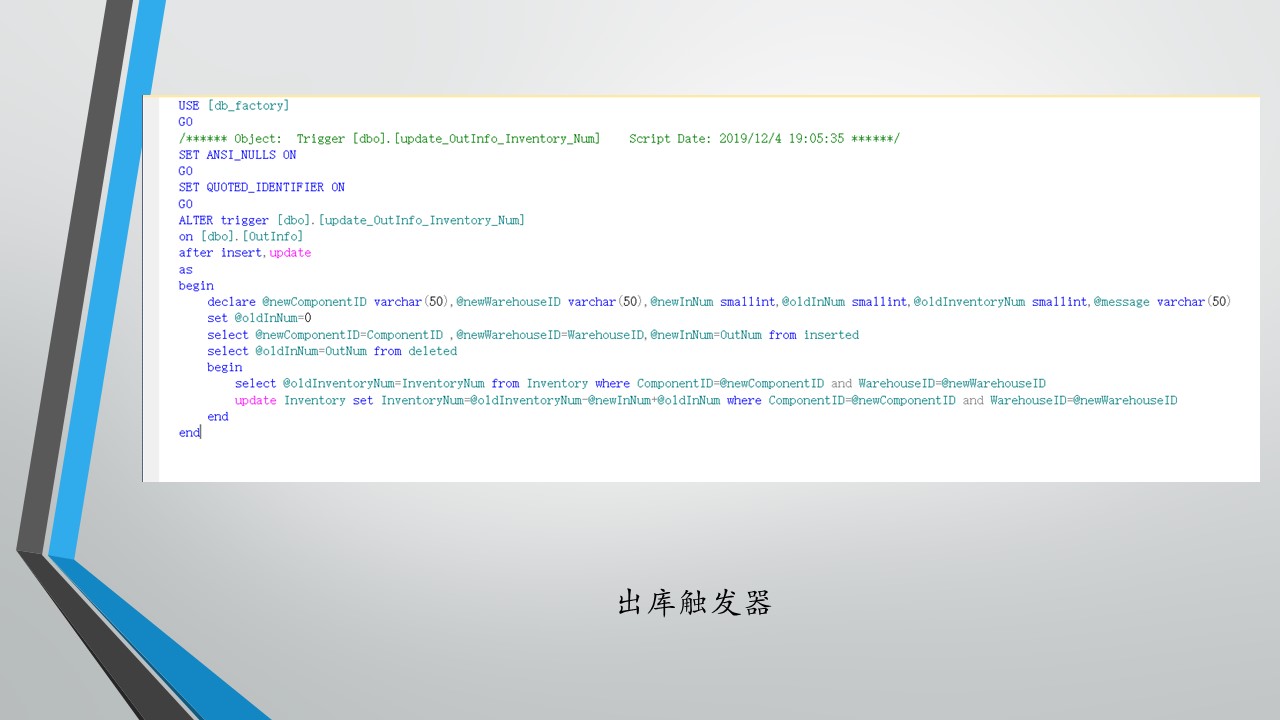 USE [db_factory]
GO
/****** Object:  Trigger [dbo].[update_OutInfo_Inventory_Num]    Script Date: 2019/12/4 19:05:35 ******/
SET ANSI_NULLS ON
GO
SET QUOTED_IDENTIFIER ON
GO
ALTER trigger [dbo].[update_OutInfo_Inventory_Num]
on [dbo].[OutInfo]
after insert,update
as
begin
    declare @newComponentID varchar(50),@newWarehouseID varchar(50),@newInNum smallint,@oldInNum smallint,@oldInventoryNum smallint,@message varchar(50)
    set @oldInNum=0
    select @newComponentID=ComponentID ,@newWarehouseID=WarehouseID,@newInNum=OutNum from inserted
    select @oldInNum=OutNum from deleted
    begin
        select @oldInventoryNum=InventoryNum from Inventory where ComponentID=@newComponentID and WarehouseID=@newWarehouseID
        update Inventory set InventoryNum=@oldInventoryNum-@newInNum+@oldInNum where ComponentID=@newComponentID and WarehouseID=@newWarehouseID
    end
end
出库触发器